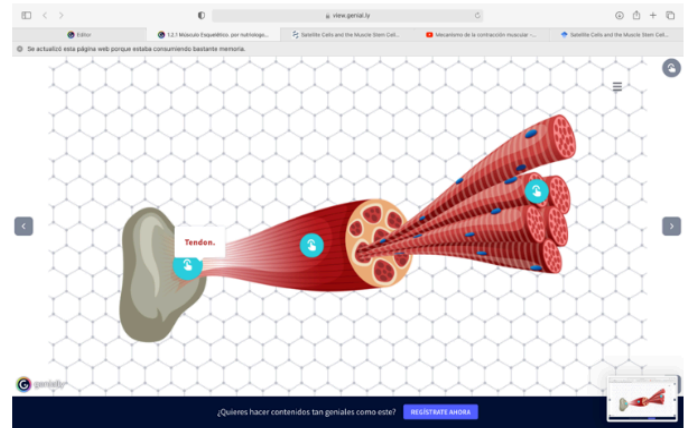 view.genial.ly
Editor
1.2.1 Músculo Esquelético. por nutriologo...
Satellite Cells and the Muscle Stem Cell...
Mecanismo de la contracción muscular -...
Satellite Cells and the Muscle Stem Cell...
Se actualizó esta página web porque estaba consumiendo bastante memoria.
Tendon.
genially
¿Quieres hacer contenidos tan geniales como este?
REGÍSTRATE AHORA